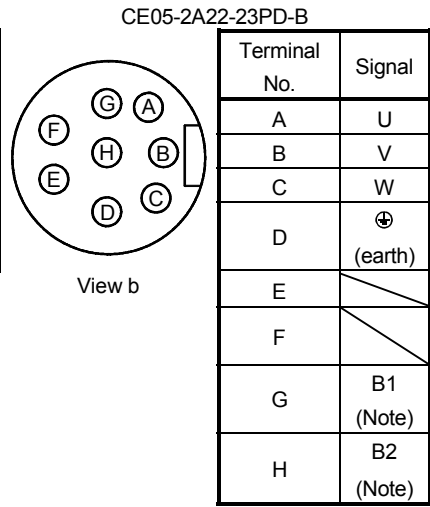 CE05-2A22-23PD-B
G A
F
H B
E
C
D
View b
Terminal No. Signal
A U
B V
C W
D ⏚ (earth)
E
F
G B1 (Note)
H B2 (Note)